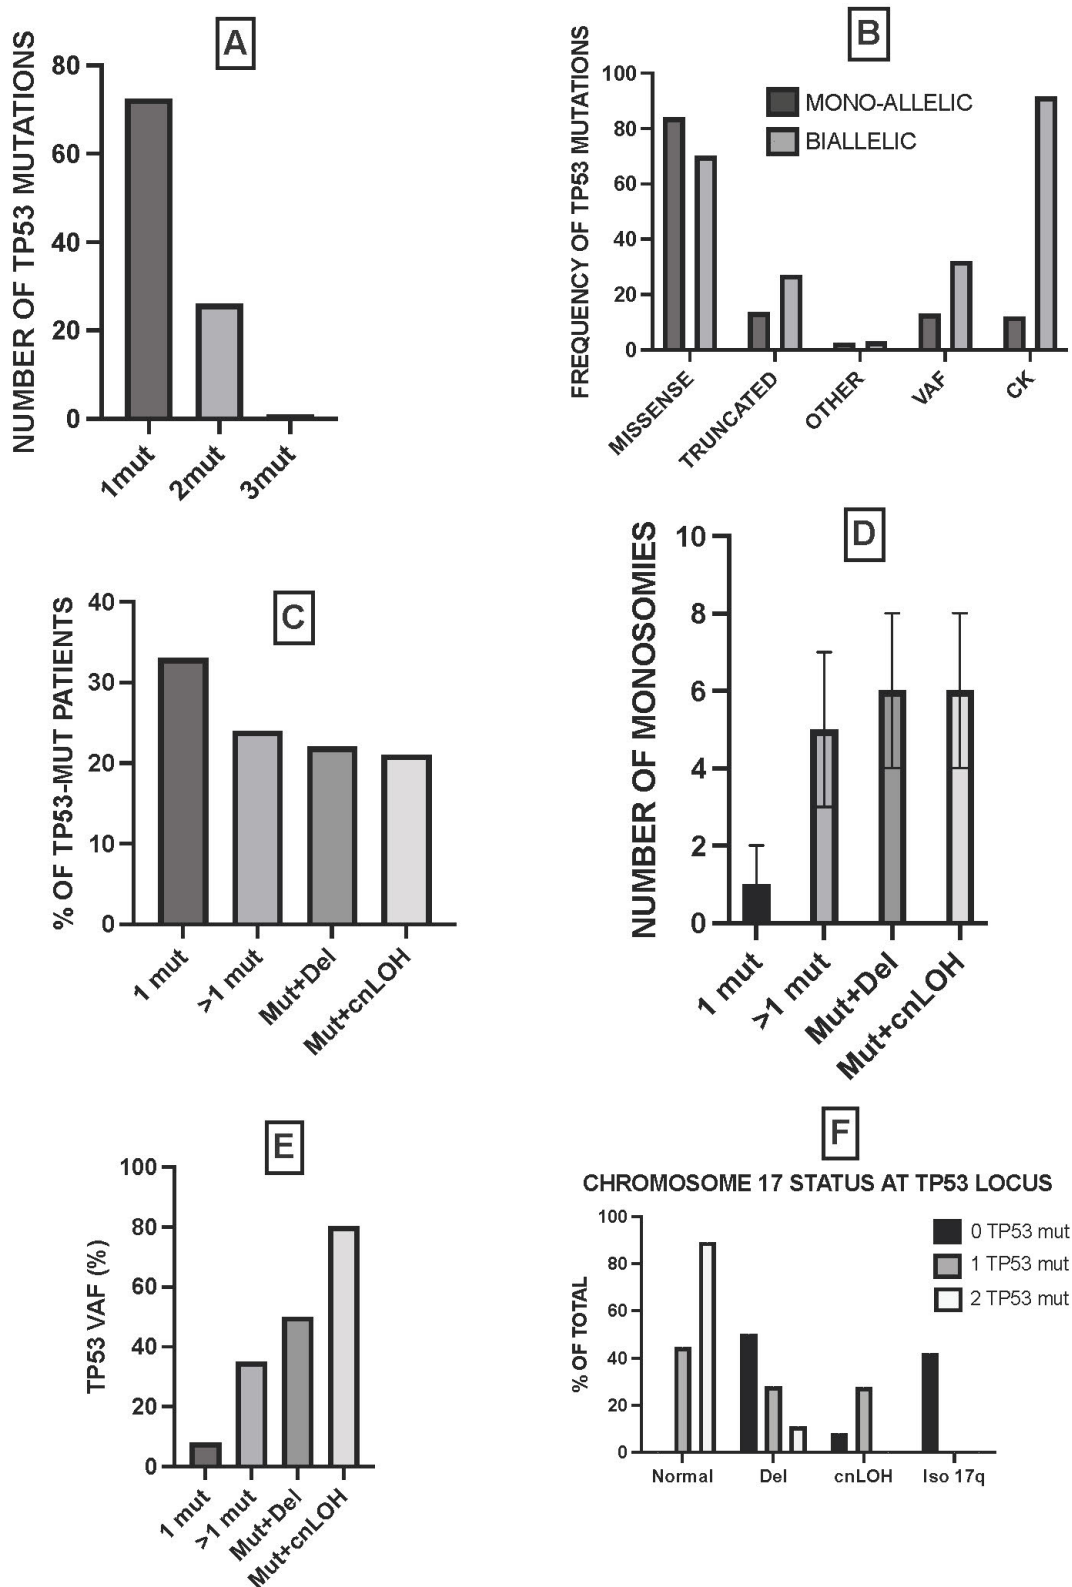 A
NUMBER OF TP53 MUTATIONS
80
60
40
20
0
1mut
2mut
3mut
B
FREQUENCY OF TP53 MUTATIONS
100
80
60
40
20
0
MONO-ALLELIC
BIALLELIC
MISSENSE
TRUNCATED
OTHER
VAF
CK
C
% OF TP53-MUT PATIENTS
40
30
20
10
0
1 mut
>1 mut
Mut+Del
Mut+cnLOH
D
NUMBER OF MONOSOMIES
10
8
6
4
2
0
1 mut
>1 mut
Mut+Del
Mut+cnLOH
E
TP53 VAF (%)
100
80
60
40
20
0
1 mut
>1 mut
Mut+Del
Mut+cnLOH
F
CHROMOSOME 17 STATUS AT TP53 LOCUS
% OF TOTAL
100
80
60
40
20
0
0 TP53 mut
1 TP53 mut
2 TP53 mut
Normal
Del
cnLOH
Iso 17q